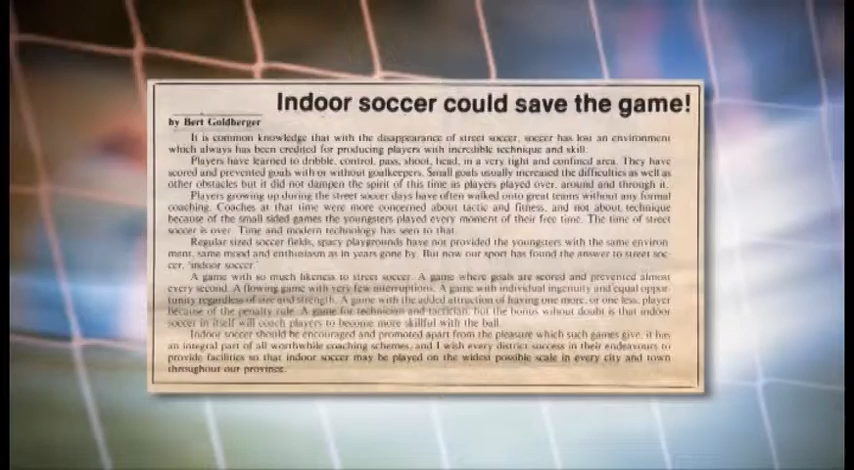 Indoor soccer could save the game!
by Bert Goldberger
It is common knowledge that with the disappearance of street soccer, soccer has lost an environment
which always has been credited for producing players with incredible technique and skill.
Players have learned to dribble, control, pass, shoot, head, in a very tight and confined area. They have
scored and prevented goals with or without goalkeepers. Small goals usually increased the difficulties as well as
other obstacles but it did not dampen the spirit of this time as players played over, around and through it.
Players growing up during the street soccer days have often walked onto great teams without any formal
coaching. Coaches at that time were more concerned about tactic and fitness, and not about technique
because of the small sided games the youngsters played every moment of their free time. The time of street
soccer is over. Time and modern technology has seen to that.
Regular sized soccer fields, spacy playgrounds have not provided the youngsters with the same environ-
ment, same mood and enthusiasm as in years gone by. But now our sport has found the answer to street soc-
cer, "indoor soccer."
A game with so much likeness to street soccer. A game where goals are scored and prevented almost
every second. A flowing game with very few interruptions. A game with individual ingenuity and equal oppor-
tunity regardless of size and strength. A game with the added attraction of having one more, or one less, player
because of the penalty rule. A game for technician and tactician, but the bonus wihout doubt is that indoor
soccer in itself will coach players to become more skillful with the ball.
Indoor soccer should be encouraged and promoted apart from the pleasure which such games give, it has
an integral part of all worthwhile coaching schemes, and I wish every district success in their endeavours to
provide facilities so that indoor soccer may be played on the widest possible scale in every city and town
throughout our province.